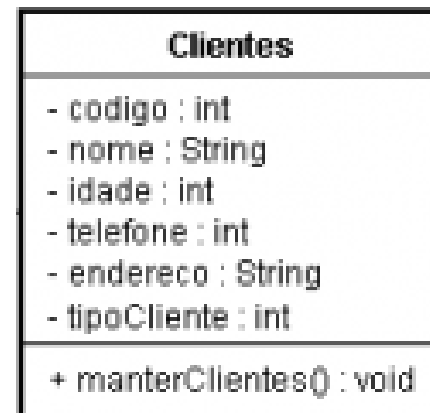 Clientes
- codigo : int
- nome : String
- idade : int
- telefone : int
- endereco : String
- tipoCliente : int
+ manterClientes() : void